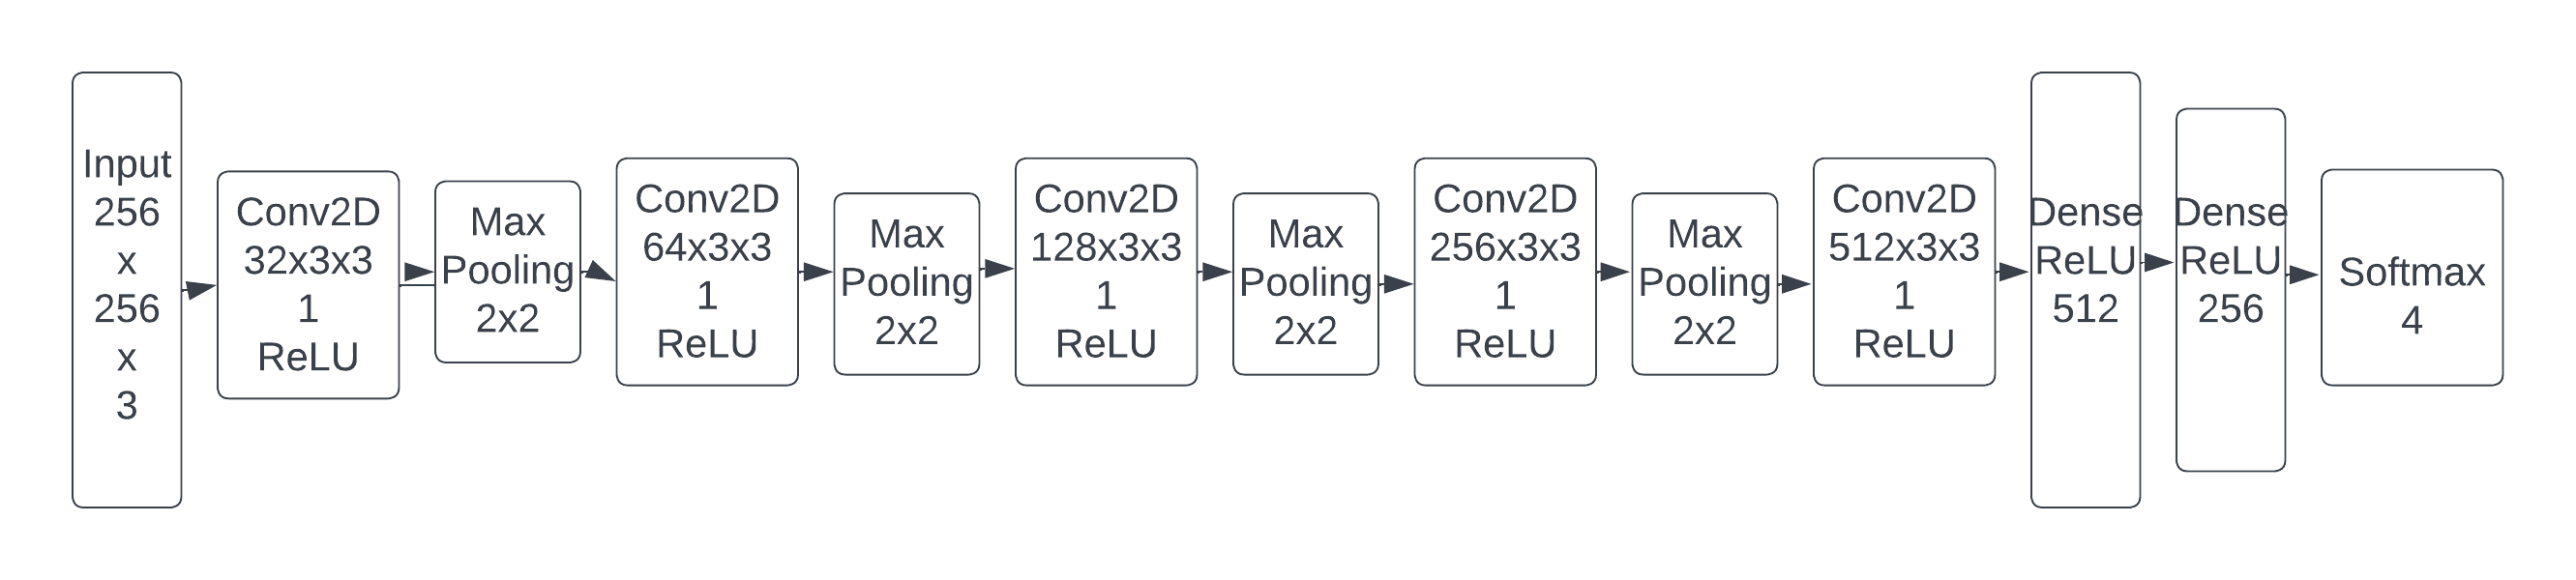 Input
256
x
256
x
3
Conv2D
32x3x3
1
ReLU
Max
Pooling
2x2
Conv2D
64x3x3
1
ReLU
Max
Pooling
2x2
Conv2D
128x3x3
1
ReLU
Max
Pooling
2x2
Conv2D
256x3x3
1
ReLU
Max
Pooling
2x2
Conv2D
512x3x3
1
ReLU
Dense
ReLU
512
Dense
ReLU
256
Softmax
4